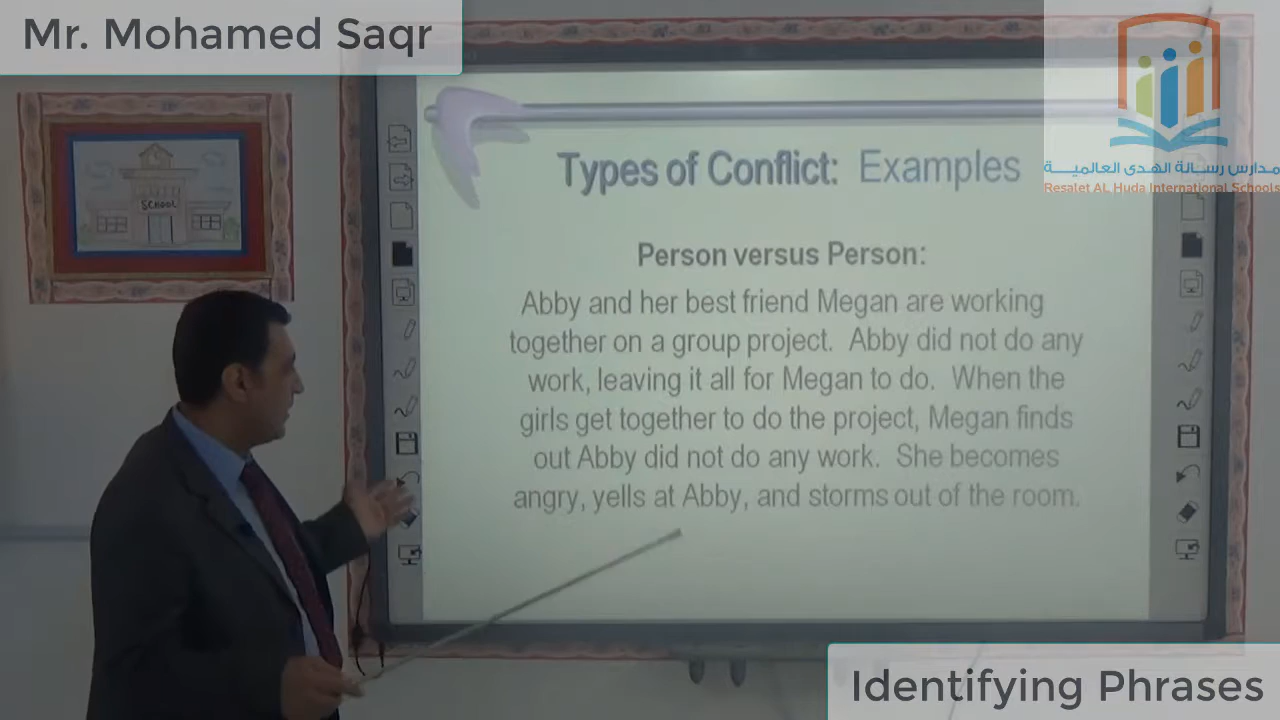 Mr. Mohamed Saqr
مدارس رسالة الهدى العالمية
Resalet AL Huda International Schools
SCHOOL
Types of Conflict: Examples
Person versus Person:
Abby and her best friend Megan are working
together on a group project. Abby did not do any
work, leaving it all for Megan to do. When the
girls get together to do the project, Megan finds
out Abby did not do any work. She becomes
angry, yells at Abby, and storms out of the room.
Identifying Phrases